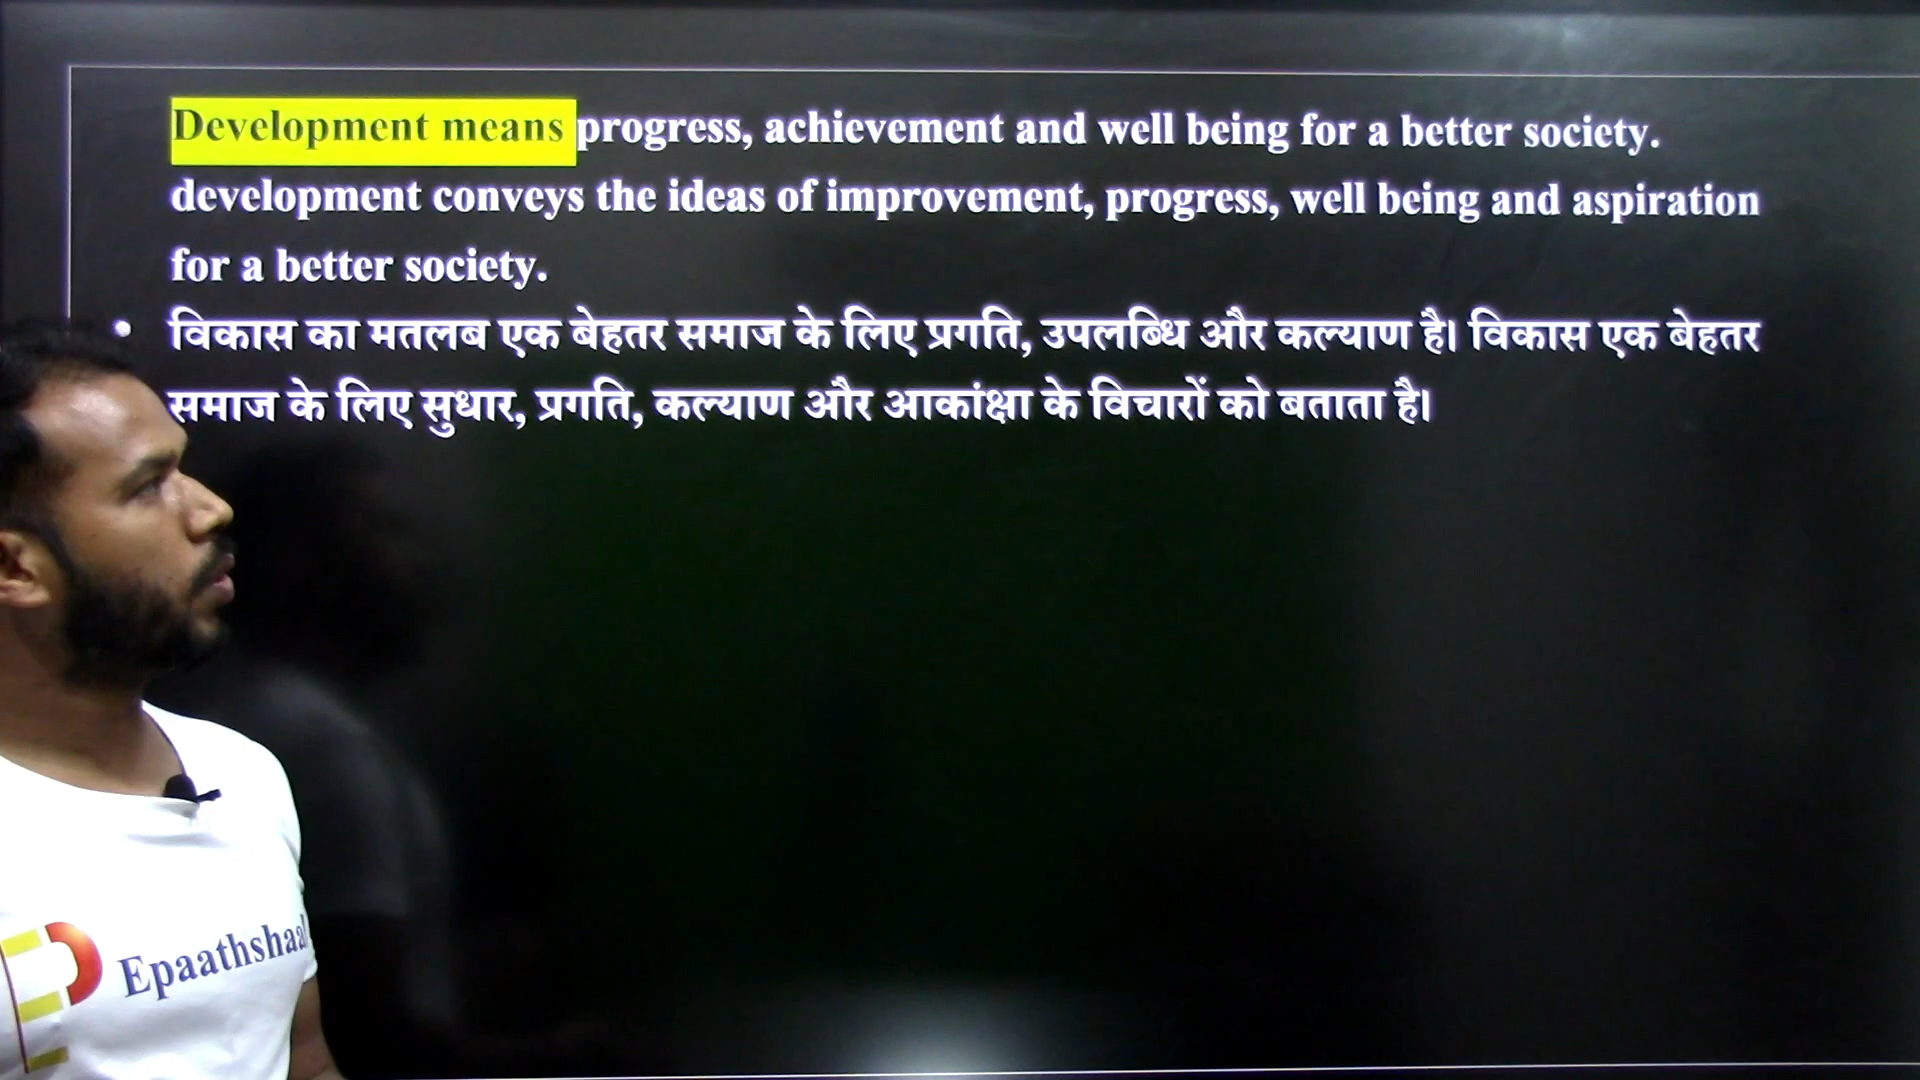 Development means progress, achievement and well being for a better society.
development conveys the ideas of improvement, progress, well being and aspiration
for a better society.
• विकास का मतलब एक बेहतर समाज के लिए प्रगति, उपलब्धि और कल्याण है। विकास एक बेहतर
समाज के लिए सुधार, प्रगति, कल्याण और आकांक्षा के विचारों को बताता है।
Epaathshaal